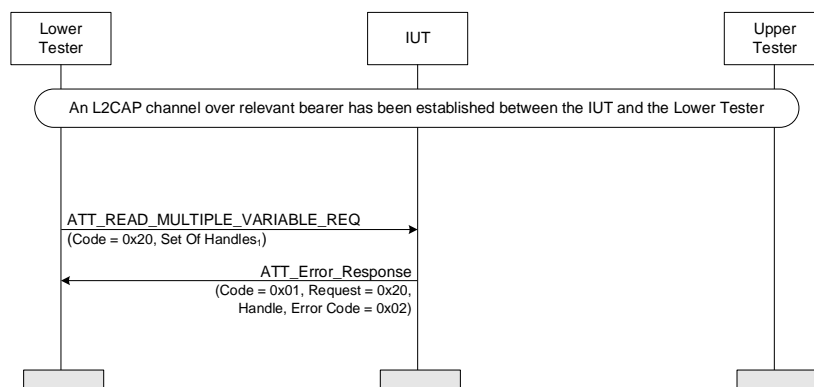 Lower
Tester
IUT
Upper
Tester
An L2CAP channel over relevant bearer has been established between the IUT and the Lower Tester
ATT_READ_MULTIPLE_VARIABLE_REQ
(Code = 0x20, Set Of Handles₁)
ATT_Error_Response
(Code = 0x01, Request = 0x20,
Handle, Error Code = 0x02)